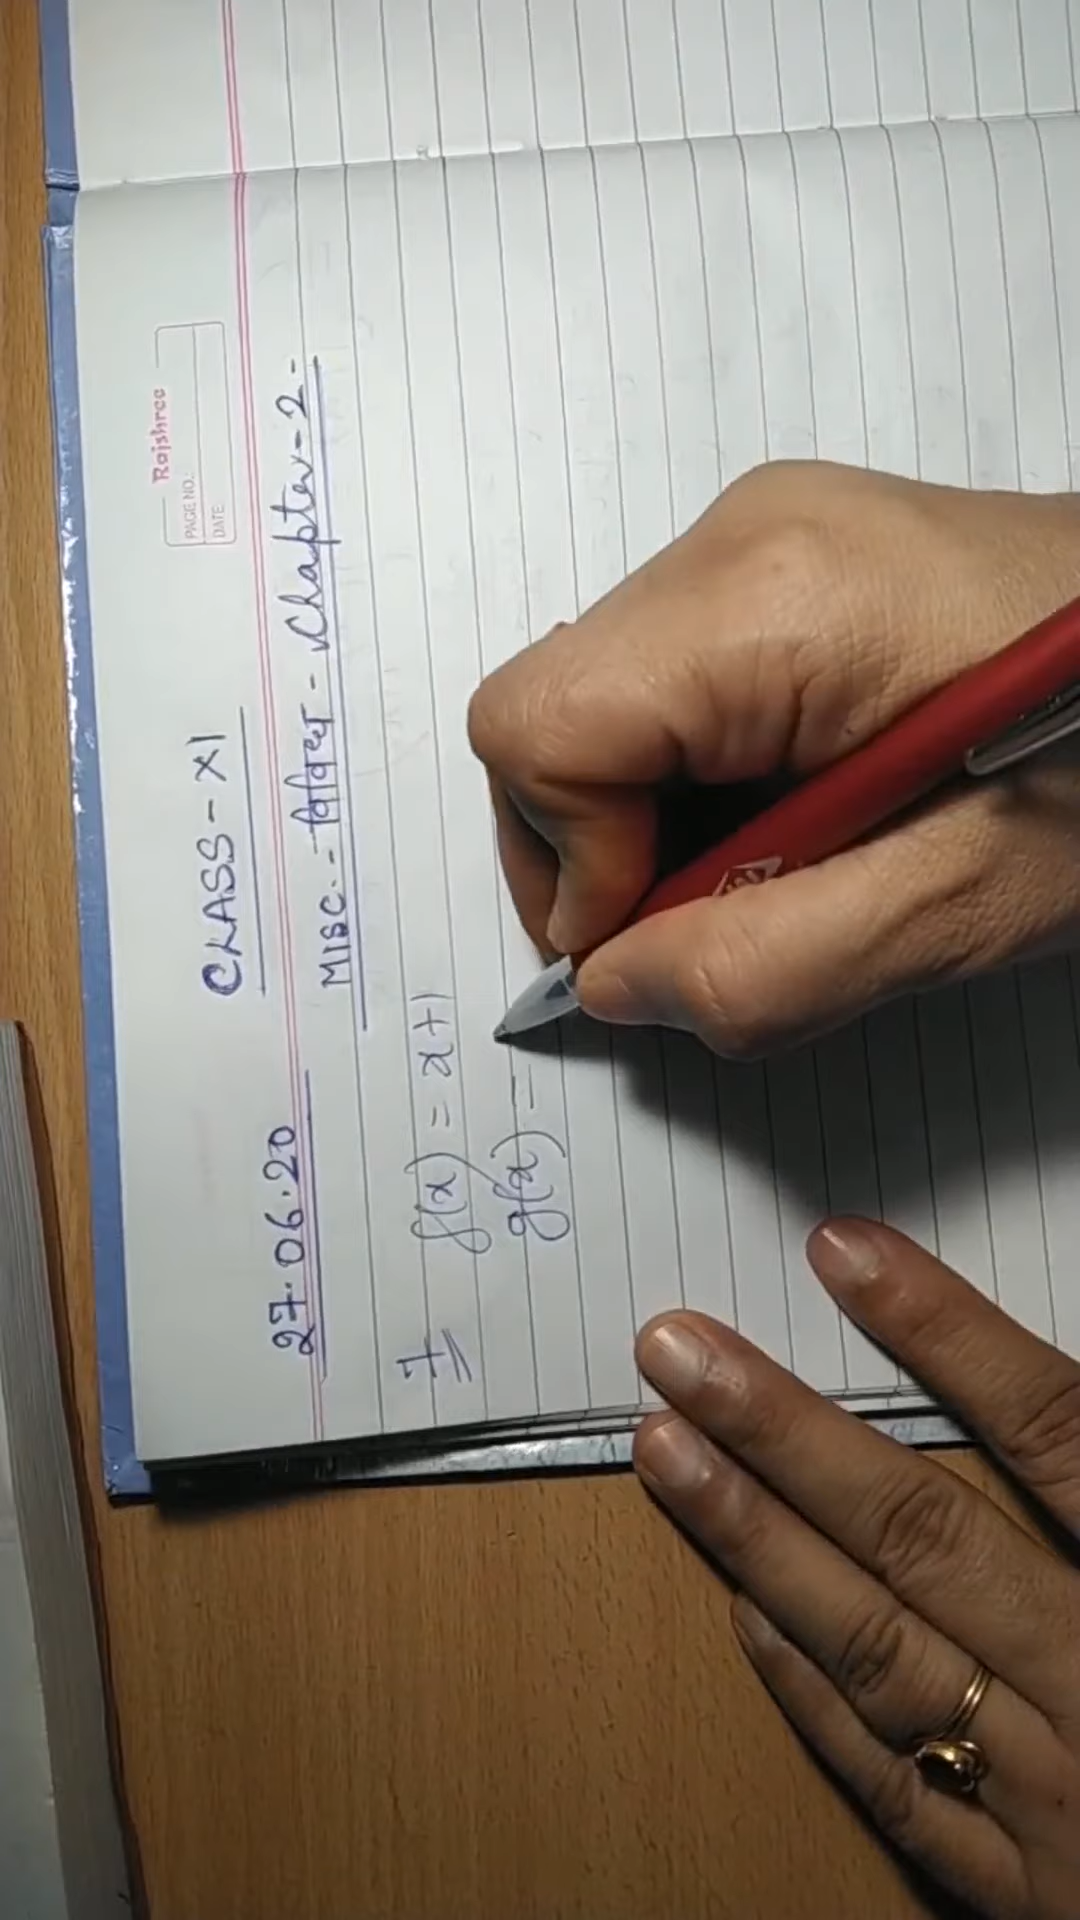 Rajshree
PAGE NO.:
DATE
CLASS - XI
27.06.20
MISC. - विविध - Chapter - 2 -
7 f(x) = x+1
g(x) =